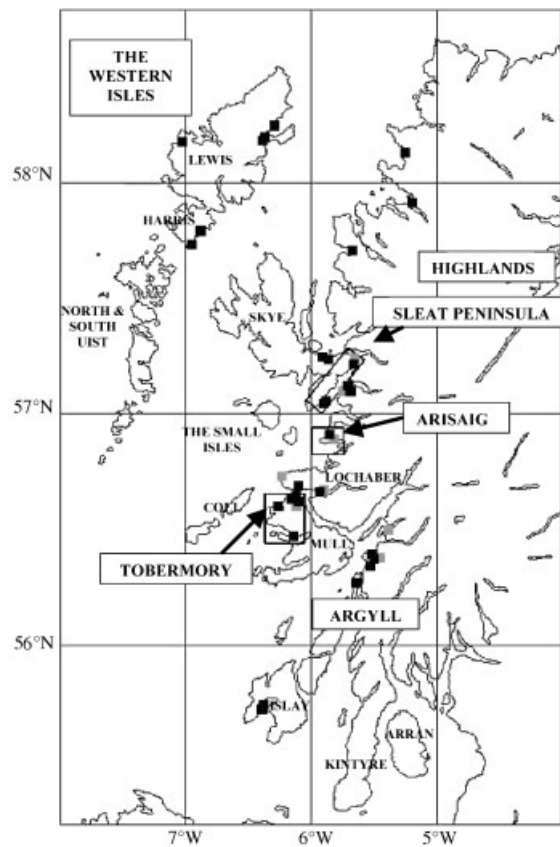 THE
WESTERN
ISLES
58°N
LEWIS
HARRIS
HIGHLANDS
NORTH &
SOUTH
UIST
SKYE
SLEAT PENINSULA
57°N
THE SMALL
ISLES
ARISAIG
LOCHABER
COLL
MULL
TOBERMORY
ARGYLL
56°N
ISLAY
ARRAN
KINTYRE
7°W
6°W
5°W